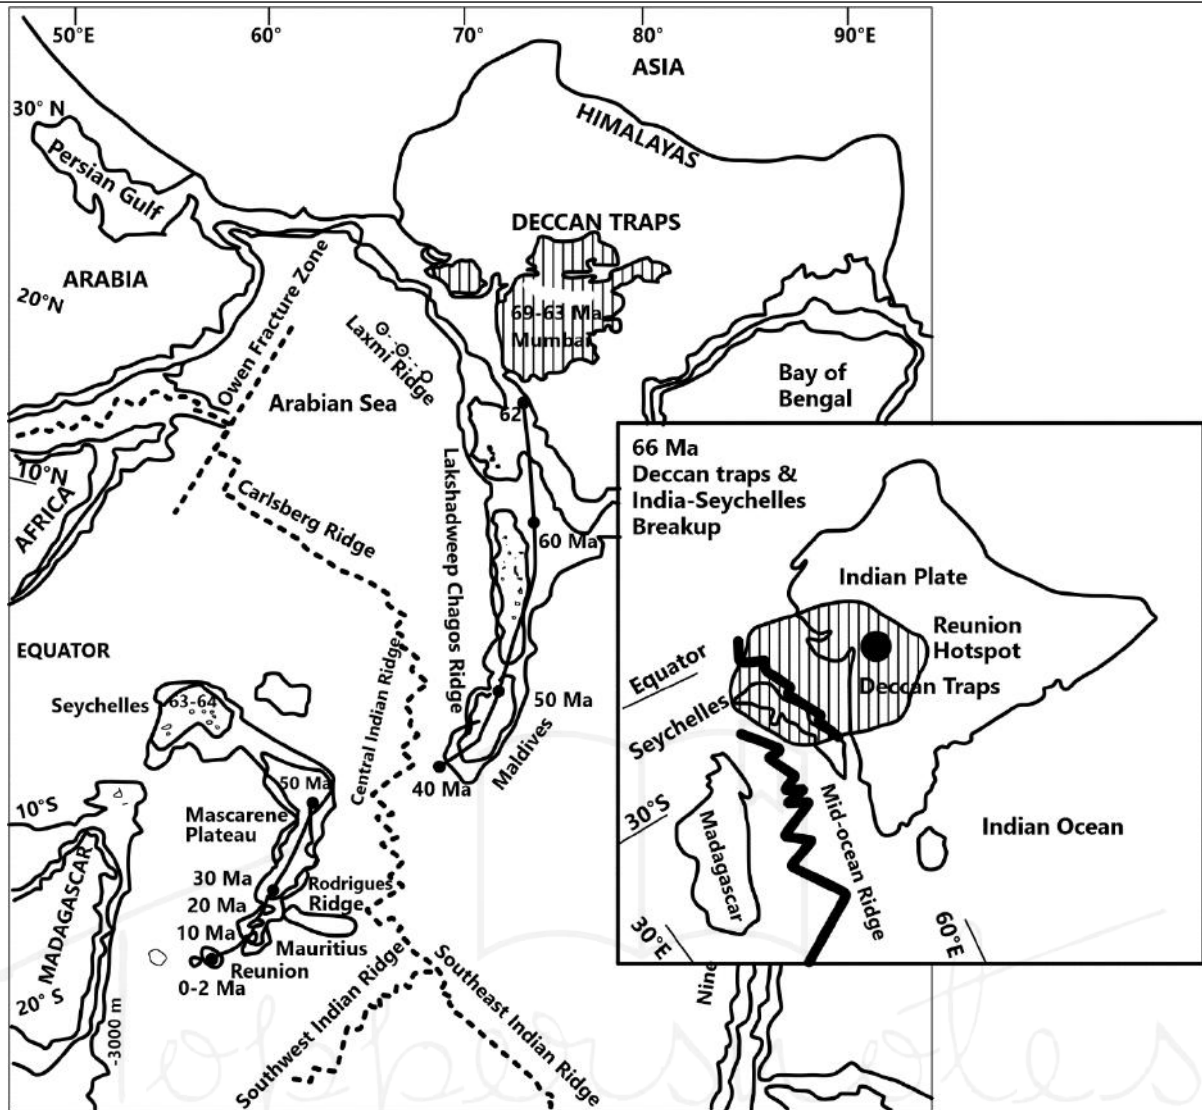 50°E
60°
70°
80°
90°E
ASIA
30° N
HIMALAYAS
Persian Gulf
DECCAN TRAPS
ARABIA
20°N
Owen Fracture Zone
69-63 Ma
Mumbai
Laxmi Ridge
Arabian Sea
Bay of
Bengal
62
10°N
AFRICA
Carlsberg Ridge
Lakshadweep Chagos Ridge
60 Ma
EQUATOR
Seychelles
63-64
Central Indian Ridge
50 Ma
Maldives
40 Ma
50 Ma
10°S
Mascarene
Plateau
MADAGASCAR
30 Ma
Rodrigues
Ridge
20 Ma
10 Ma
Mauritius
Reunion
0-2 Ma
20° S
-3000 m
Southwest Indian Ridge
Southeast Indian Ridge
Nine
66 Ma
Deccan traps &
India-Seychelles
Breakup
Indian Plate
Reunion
Hotspot
Equator
Deccan Traps
Seychelles
30°S
Madagascar
Mid-ocean Ridge
Indian Ocean
30°E
60°E
Toppersnotes